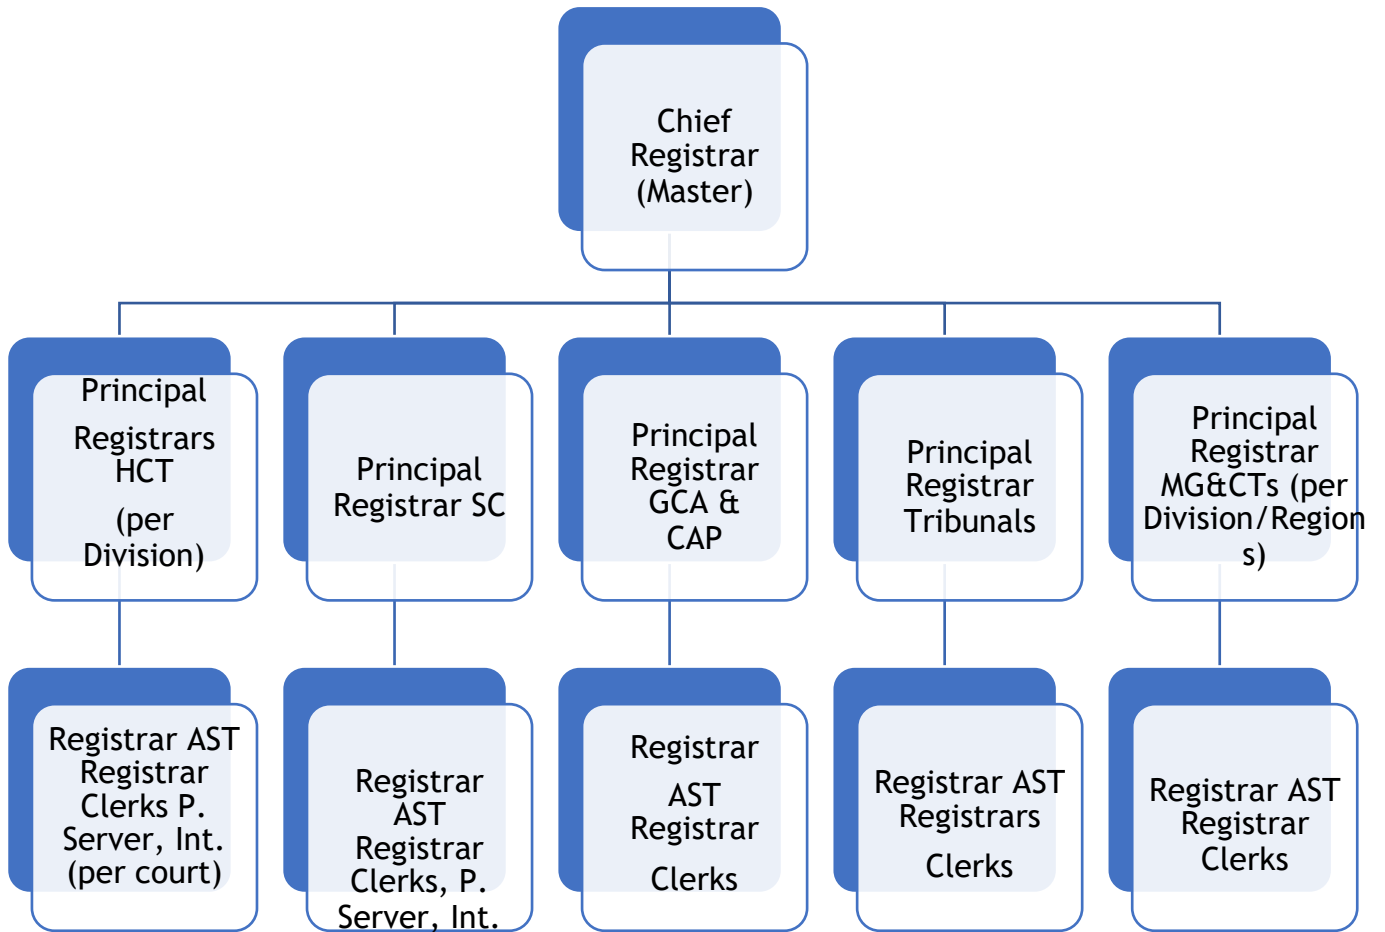 Chief
Registrar
(Master)
Principal
Registrars
HCT
(per
Division)
Principal
Registrar SC
Principal
Registrar
GCA &
CAP
Principal
Registrar
Tribunals
Principal
Registrar
MG&CTs (per
Division/Region
s)
Registrar AST
Registrar
Clerks P.
Server, Int.
(per court)
Registrar
AST
Registrar
Clerks, P.
Server, Int.
Registrar
AST
Registrar
Clerks
Registrar AST
Registrars
Clerks
Registrar AST
Registrar
Clerks